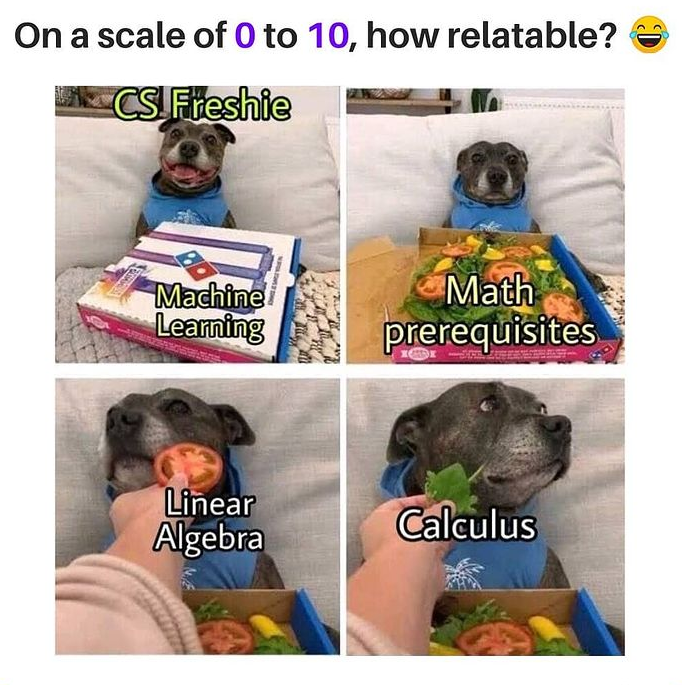 On a scale of 0 to 10, how relatable? 😂
CS Freshie
Machine
Learning
Math
prerequisites
Linear
Algebra
Calculus